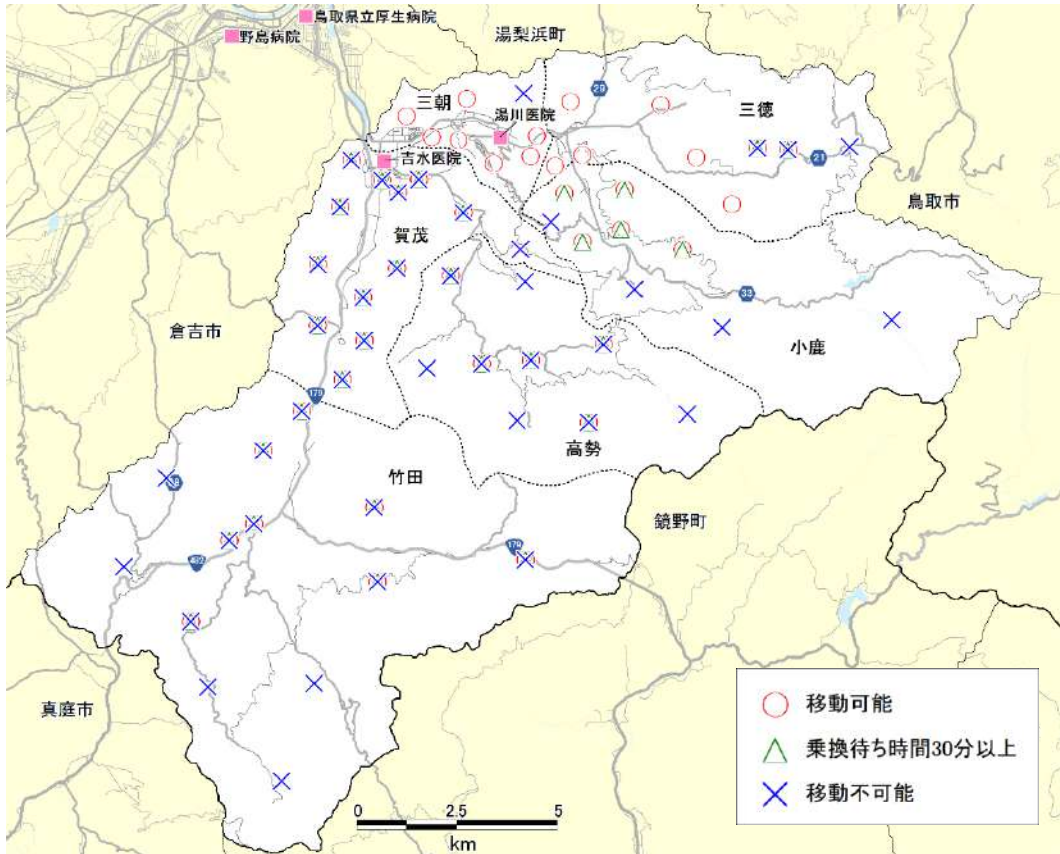 鳥取県立厚生病院
野島病院
湯梨浜町
三朝
湯川医院
29
三徳
吉水医院
21
鳥取市
賀茂
33
倉吉市
小鹿
179
高勢
竹田
鏡野町
179
482
真庭市
移動可能
乗換待ち時間30分以上
移動不可能
0 2.5 5
km